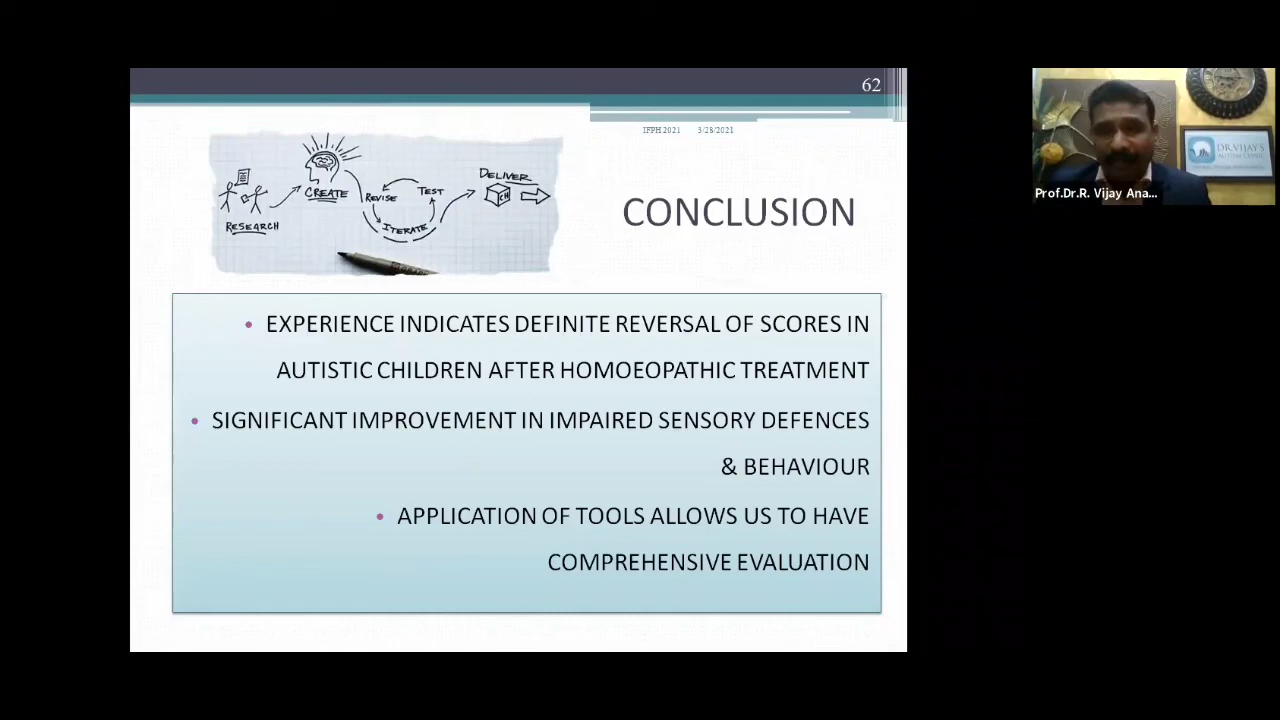 62
IFPH 2021 3/28/2021
RESEARCH
CREATE
REVISE
TEST
ITERATE
DELIVER
CONCLUSION
• EXPERIENCE INDICATES DEFINITE REVERSAL OF SCORES IN
AUTISTIC CHILDREN AFTER HOMOEOPATHIC TREATMENT
• SIGNIFICANT IMPROVEMENT IN IMPAIRED SENSORY DEFENCES
& BEHAVIOUR
• APPLICATION OF TOOLS ALLOWS US TO HAVE
COMPREHENSIVE EVALUATION
DR.VIJAY'S
AUTISM CENTRE
Prof.Dr.R. Vijay Ana...